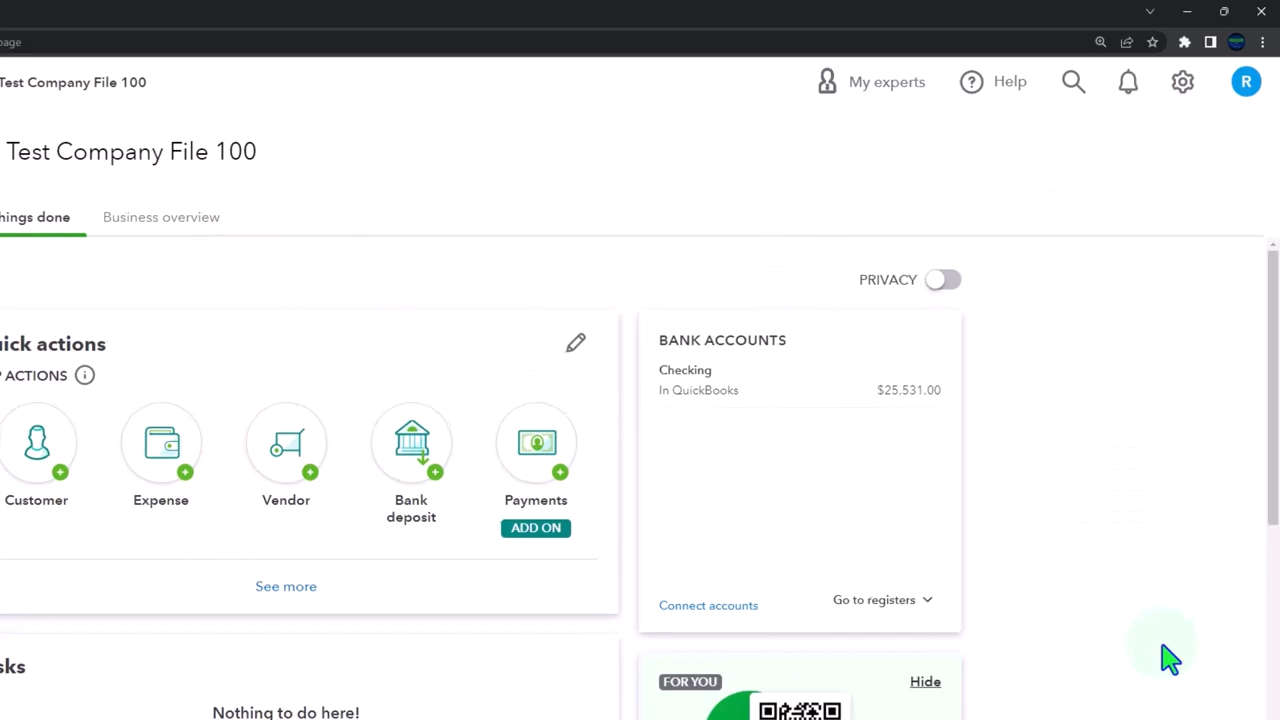 page
Test Company File 100
My experts
Help
R
Test Company File 100
hings done
Business overview
PRIVACY
uick actions
ACTIONS
Customer
Expense
Vendor
Bank
deposit
Payments
ADD ON
See more
BANK ACCOUNTS
Checking
In QuickBooks $25,531.00
Connect accounts
Go to registers
sks
Nothing to do here!
FOR YOU
Hide